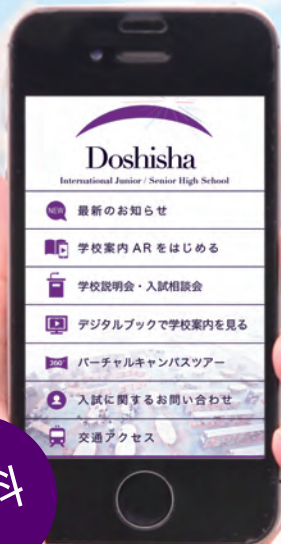 Doshisha
International Junior / Senior High School
NEW 最新のお知らせ
学校案内 AR をはじめる
学校説明会・入試相談会
デジタルブックで学校案内を見る
360° バーチャルキャンパスツアー
入試に関するお問い合わせ
交通アクセス
料